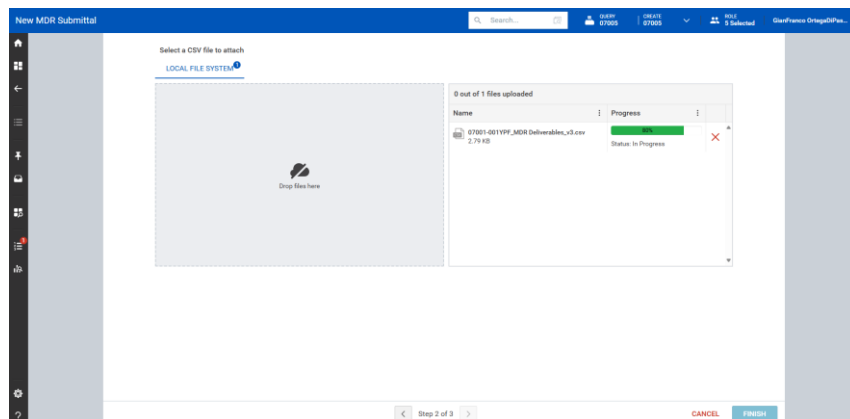 New MDR Submittal
Search...
QUERY
07005
CREATE
07005
ROLE
5 Selected
GianFranco OrtegaDiPas...
Select a CSV file to attach
LOCAL FILE SYSTEM
0 out of 1 files uploaded
Name
Progress
07001-001YPF_MDR Deliverables_v3.csv
2.79 KB
80%
Status: In Progress
Drop files here
Step 2 of 3
CANCEL
FINISH